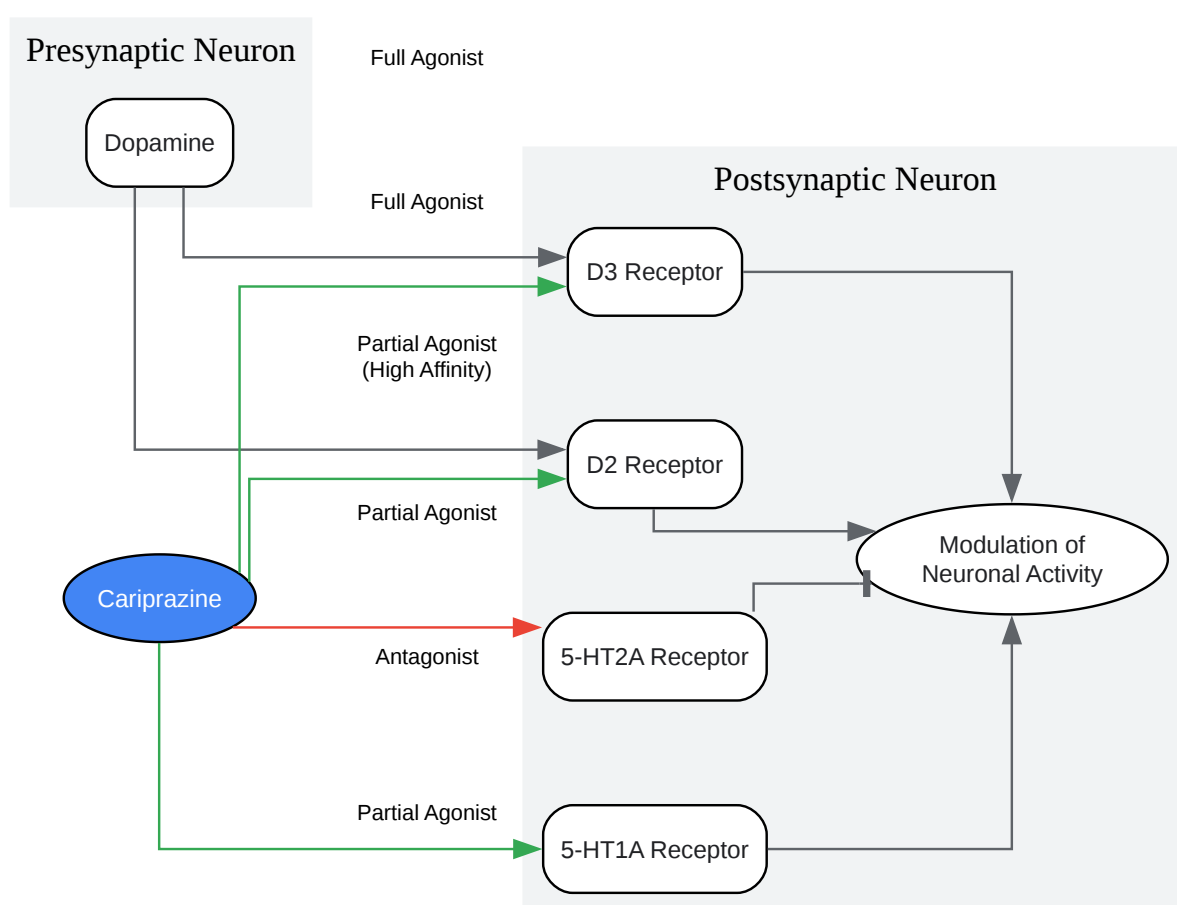 Presynaptic Neuron
Full Agonist
Dopamine
Postsynaptic Neuron
Full Agonist
D3 Receptor
Partial Agonist
(High Affinity)
D2 Receptor
Partial Agonist
Modulation of
Neuronal Activity
Cariprazine
Antagonist
5-HT2A Receptor
Partial Agonist
5-HT1A Receptor